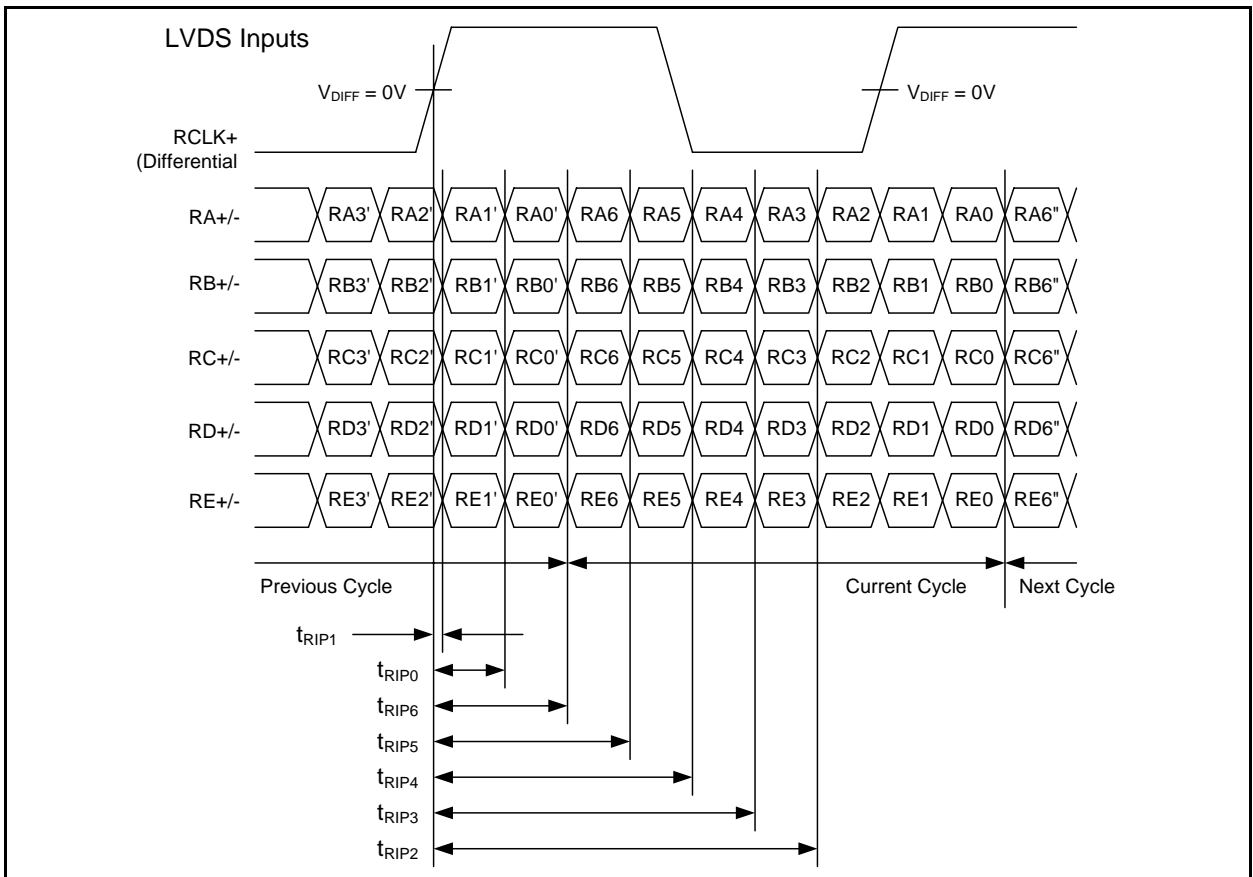 LVDS Inputs
V_DIFF = 0V
V_DIFF = 0V
RCLK+
(Differential
RA+/- RA3' RA2' RA1' RA0' RA6 RA5 RA4 RA3 RA2 RA1 RA0 RA6"
RB+/- RB3' RB2' RB1' RB0' RB6 RB5 RB4 RB3 RB2 RB1 RB0 RB6"
RC+/- RC3' RC2' RC1' RC0' RC6 RC5 RC4 RC3 RC2 RC1 RC0 RC6"
RD+/- RD3' RD2' RD1' RD0' RD6 RD5 RD4 RD3 RD2 RD1 RD0 RD6"
RE+/- RE3' RE2' RE1' RE0' RE6 RE5 RE4 RE3 RE2 RE1 RE0 RE6"
Previous Cycle Current Cycle Next Cycle
t_RIP1
t_RIP0
t_RIP6
t_RIP5
t_RIP4
t_RIP3
t_RIP2